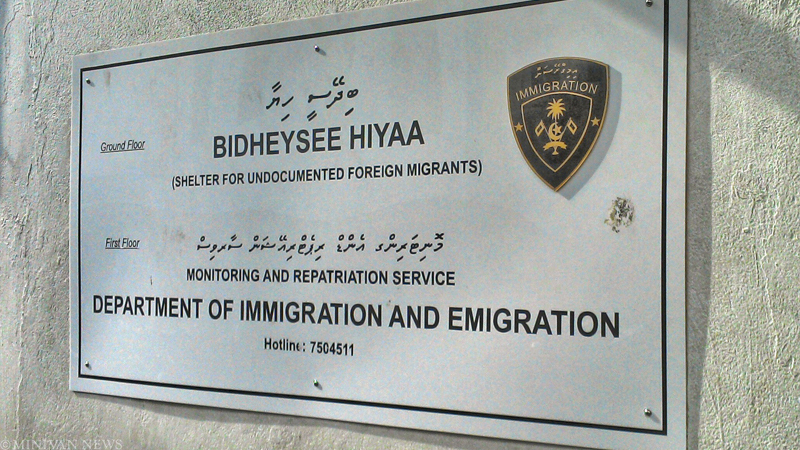 އިމިގްރޭޝަން
IMMIGRATION
ބިދޭސީ ހިޔާ
Ground Floor
BIDHEYSEE HIYAA
(SHELTER FOR UNDOCUMENTED FOREIGN MIGRANTS)
First Floor
މޮނިޓަރިންގ އެންޑް ރިޕެޓްރިއޭޝަން ސާރވިސް
MONITORING AND REPATRIATION SERVICE
DEPARTMENT OF IMMIGRATION AND EMIGRATION
Hotline: 7504511
©MINIVAN NEWS